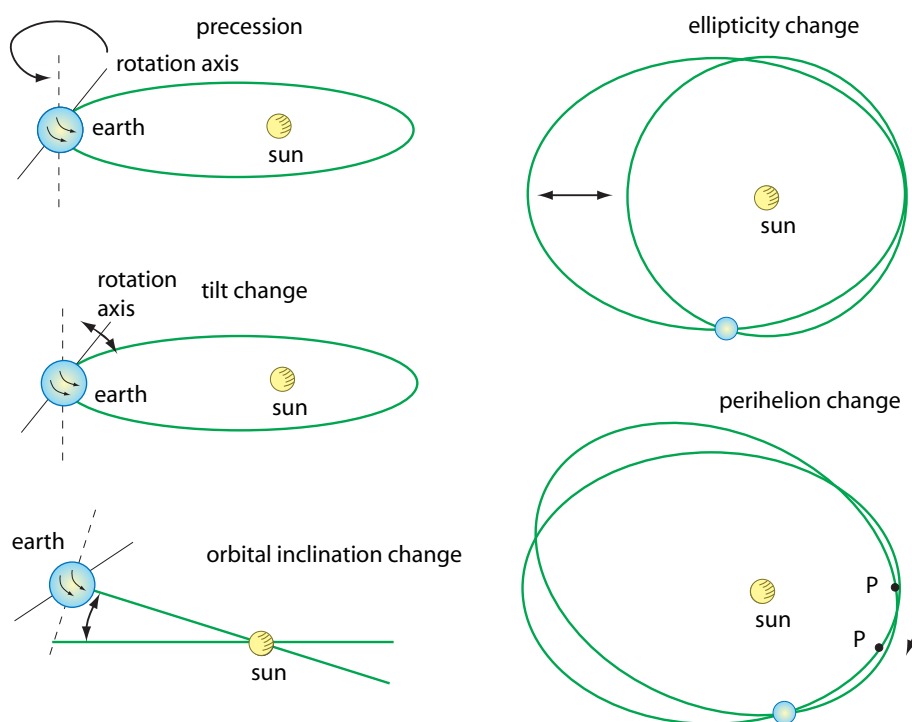 precession
rotation axis
earth
sun
ellipticity change
sun
rotation
axis
tilt change
earth
sun
perihelion change
earth
orbital inclination change
sun
P
sun
P